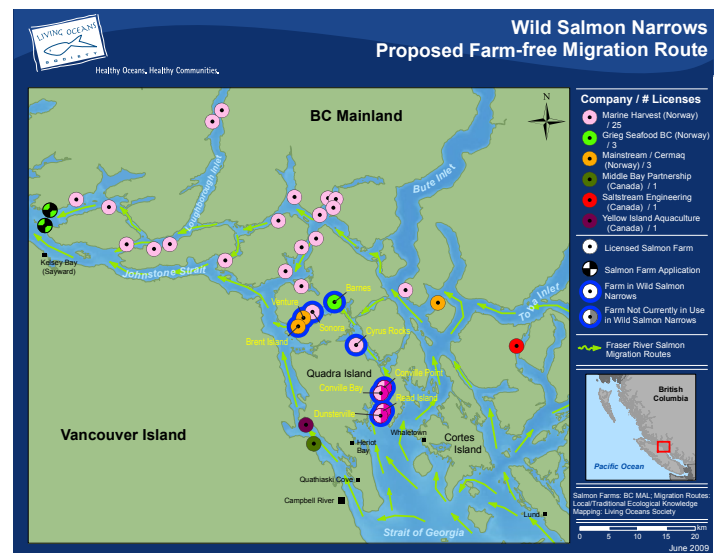 LIVING OCEANS
SOCIETY
Healthy Oceans. Healthy Communities.
Wild Salmon Narrows
Proposed Farm-free Migration Route
BC Mainland
N
Bute Inlet
Loughborough Inlet
Toba Inlet
Kelsey Bay
(Sayward)
Johnstone Strait
Barnes
Venture
Sonora
Cyrus Rocks
Brent Island
Quadra Island
Conville Point
Conville Bay
Read Island
Dunsterville
Whaletown
Cortes
Island
Heriot
Bay
Vancouver Island
Quathiaski Cove
Campbell River
Lund
Strait of Georgia
Company / # Licenses
Marine Harvest (Norway)
/ 25
Grieg Seafood BC (Norway)
/ 3
Mainstream / Cermaq
(Norway) / 3
Middle Bay Partnership
(Canada) / 1
Saltstream Engineering
(Canada) / 1
Yellow Island Aquaculture
(Canada) / 1
Licensed Salmon Farm
Salmon Farm Application
Farm in Wild Salmon
Narrows
Farm Not Currently in Use
in Wild Salmon Narrows
Fraser River Salmon
Migration Routes
British
Columbia
Pacific Ocean
Salmon Farms: BC MAL; Migration Routes:
Local/Traditional Ecological Knowledge
Mapping: Living Oceans Society
km
0 5 10 15 20
June 2009